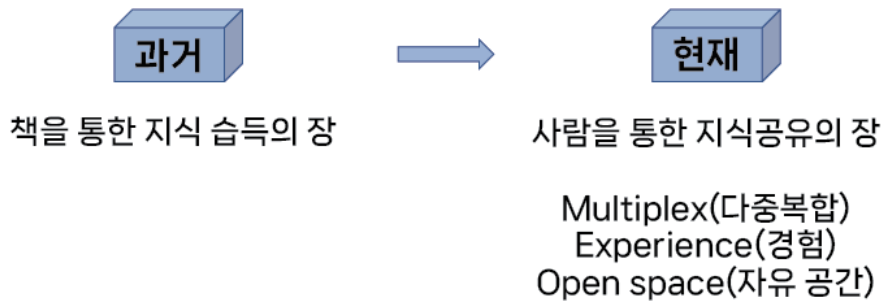 과거
현재
책을 통한 지식 습득의 장
사람을 통한 지식공유의 장
Multiplex(다중복합)
Experience(경험)
Open space(자유 공간)